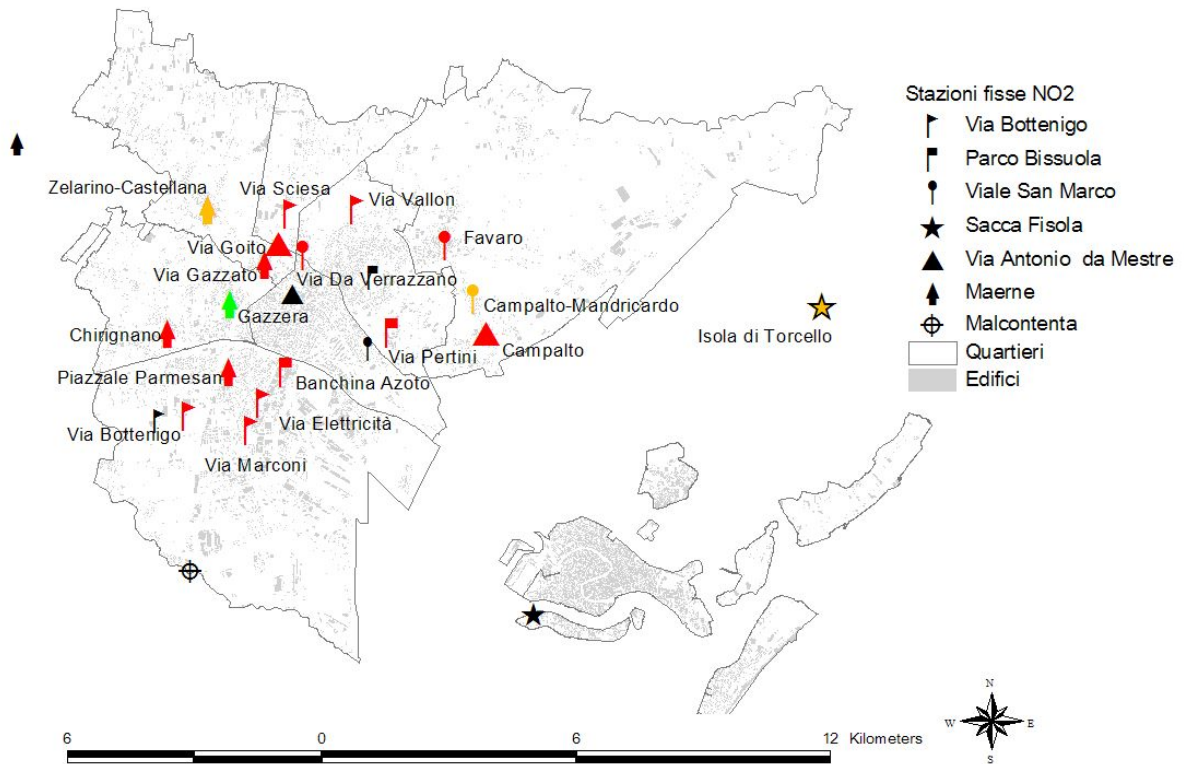 Stazioni fisse NO2
Via Bottenigo
Parco Bissuola
Viale San Marco
Sacca Fisola
Via Antonio da Mestre
Maerne
Malcontenta
Quartieri
Edifici
Zelarino-Castellana
Via Sciesa
Via Vallon
Via Goito
Favaro
Via Gazzato
Via Da Verrazzano
Gazzera
Campalto-Mandricardo
Isola di Torcello
Chirignano
Via Pertini
Campalto
Piazzale Parmesan
Banchina Azoto
Via Elettricità
Via Bottenigo
Via Marconi
N
W E
S
6 0 6 12 Kilometers